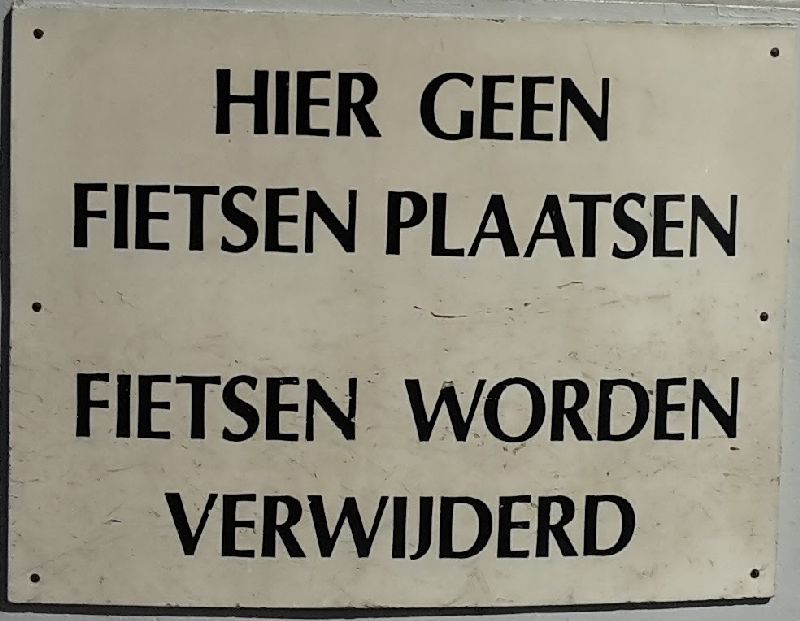 HIER GEEN
FIETSEN PLAATSEN
FIETSEN WORDEN
VERWIJDERD